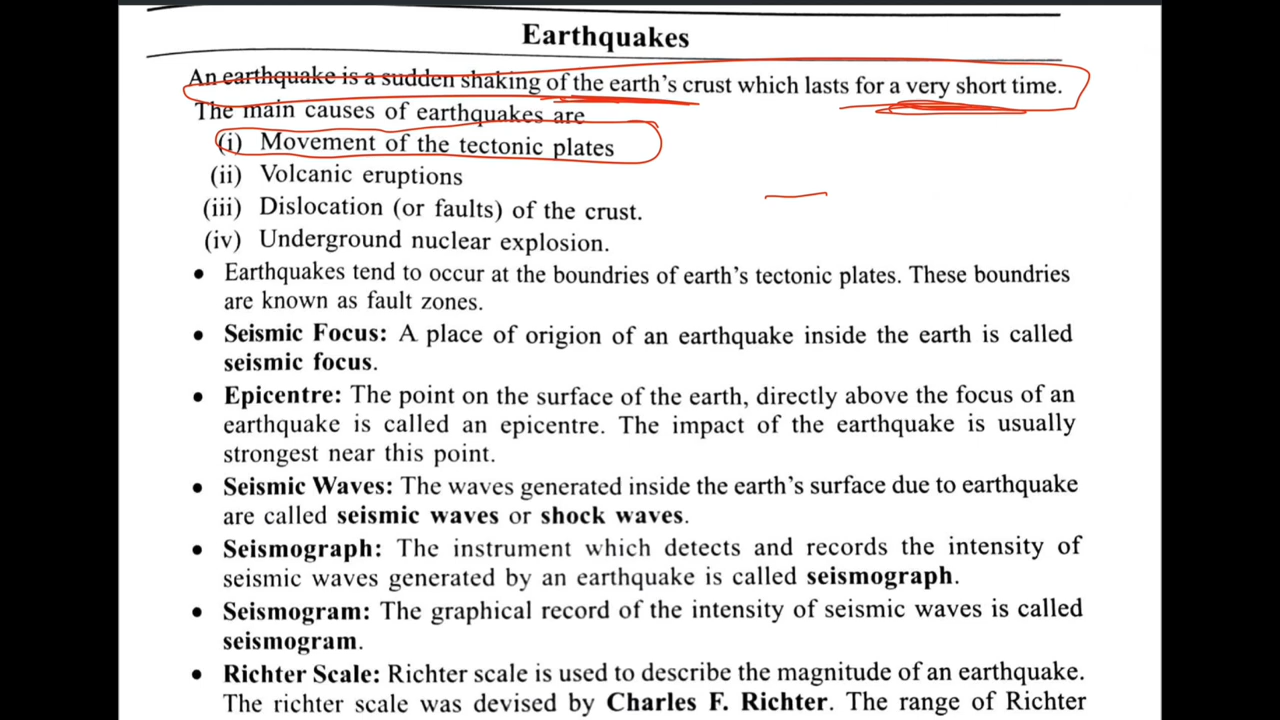 Earthquakes
An earthquake is a sudden shaking of the earth's crust which lasts for a very short time.
The main causes of earthquakes are
(i) Movement of the tectonic plates
(ii) Volcanic eruptions
(iii) Dislocation (or faults) of the crust.
(iv) Underground nuclear explosion.
• Earthquakes tend to occur at the boundries of earth's tectonic plates. These boundries
are known as fault zones.
• Seismic Focus: A place of origion of an earthquake inside the earth is called
seismic focus.
• Epicentre: The point on the surface of the earth, directly above the focus of an
earthquake is called an epicentre. The impact of the earthquake is usually
strongest near this point.
• Seismic Waves: The waves generated inside the earth's surface due to earthquake
are called seismic waves or shock waves.
• Seismograph: The instrument which detects and records the intensity of
seismic waves generated by an earthquake is called seismograph.
• Seismogram: The graphical record of the intensity of seismic waves is called
seismogram.
• Richter Scale: Richter scale is used to describe the magnitude of an earthquake.
The richter scale was devised by Charles F. Richter. The range of Richter